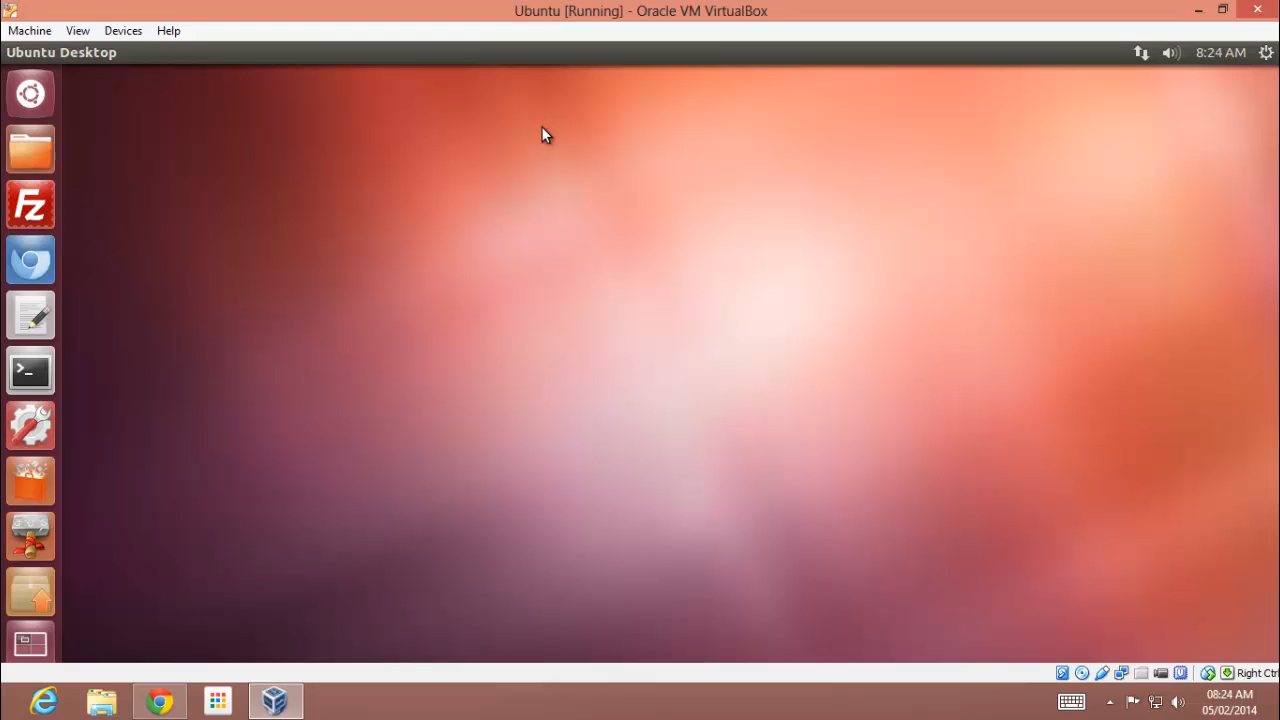 Ubuntu [Running] - Oracle VM VirtualBox
Machine View Devices Help
Ubuntu Desktop 8:24 AM
Fz
>_
Right Ctrl
08:24 AM
05/02/2014